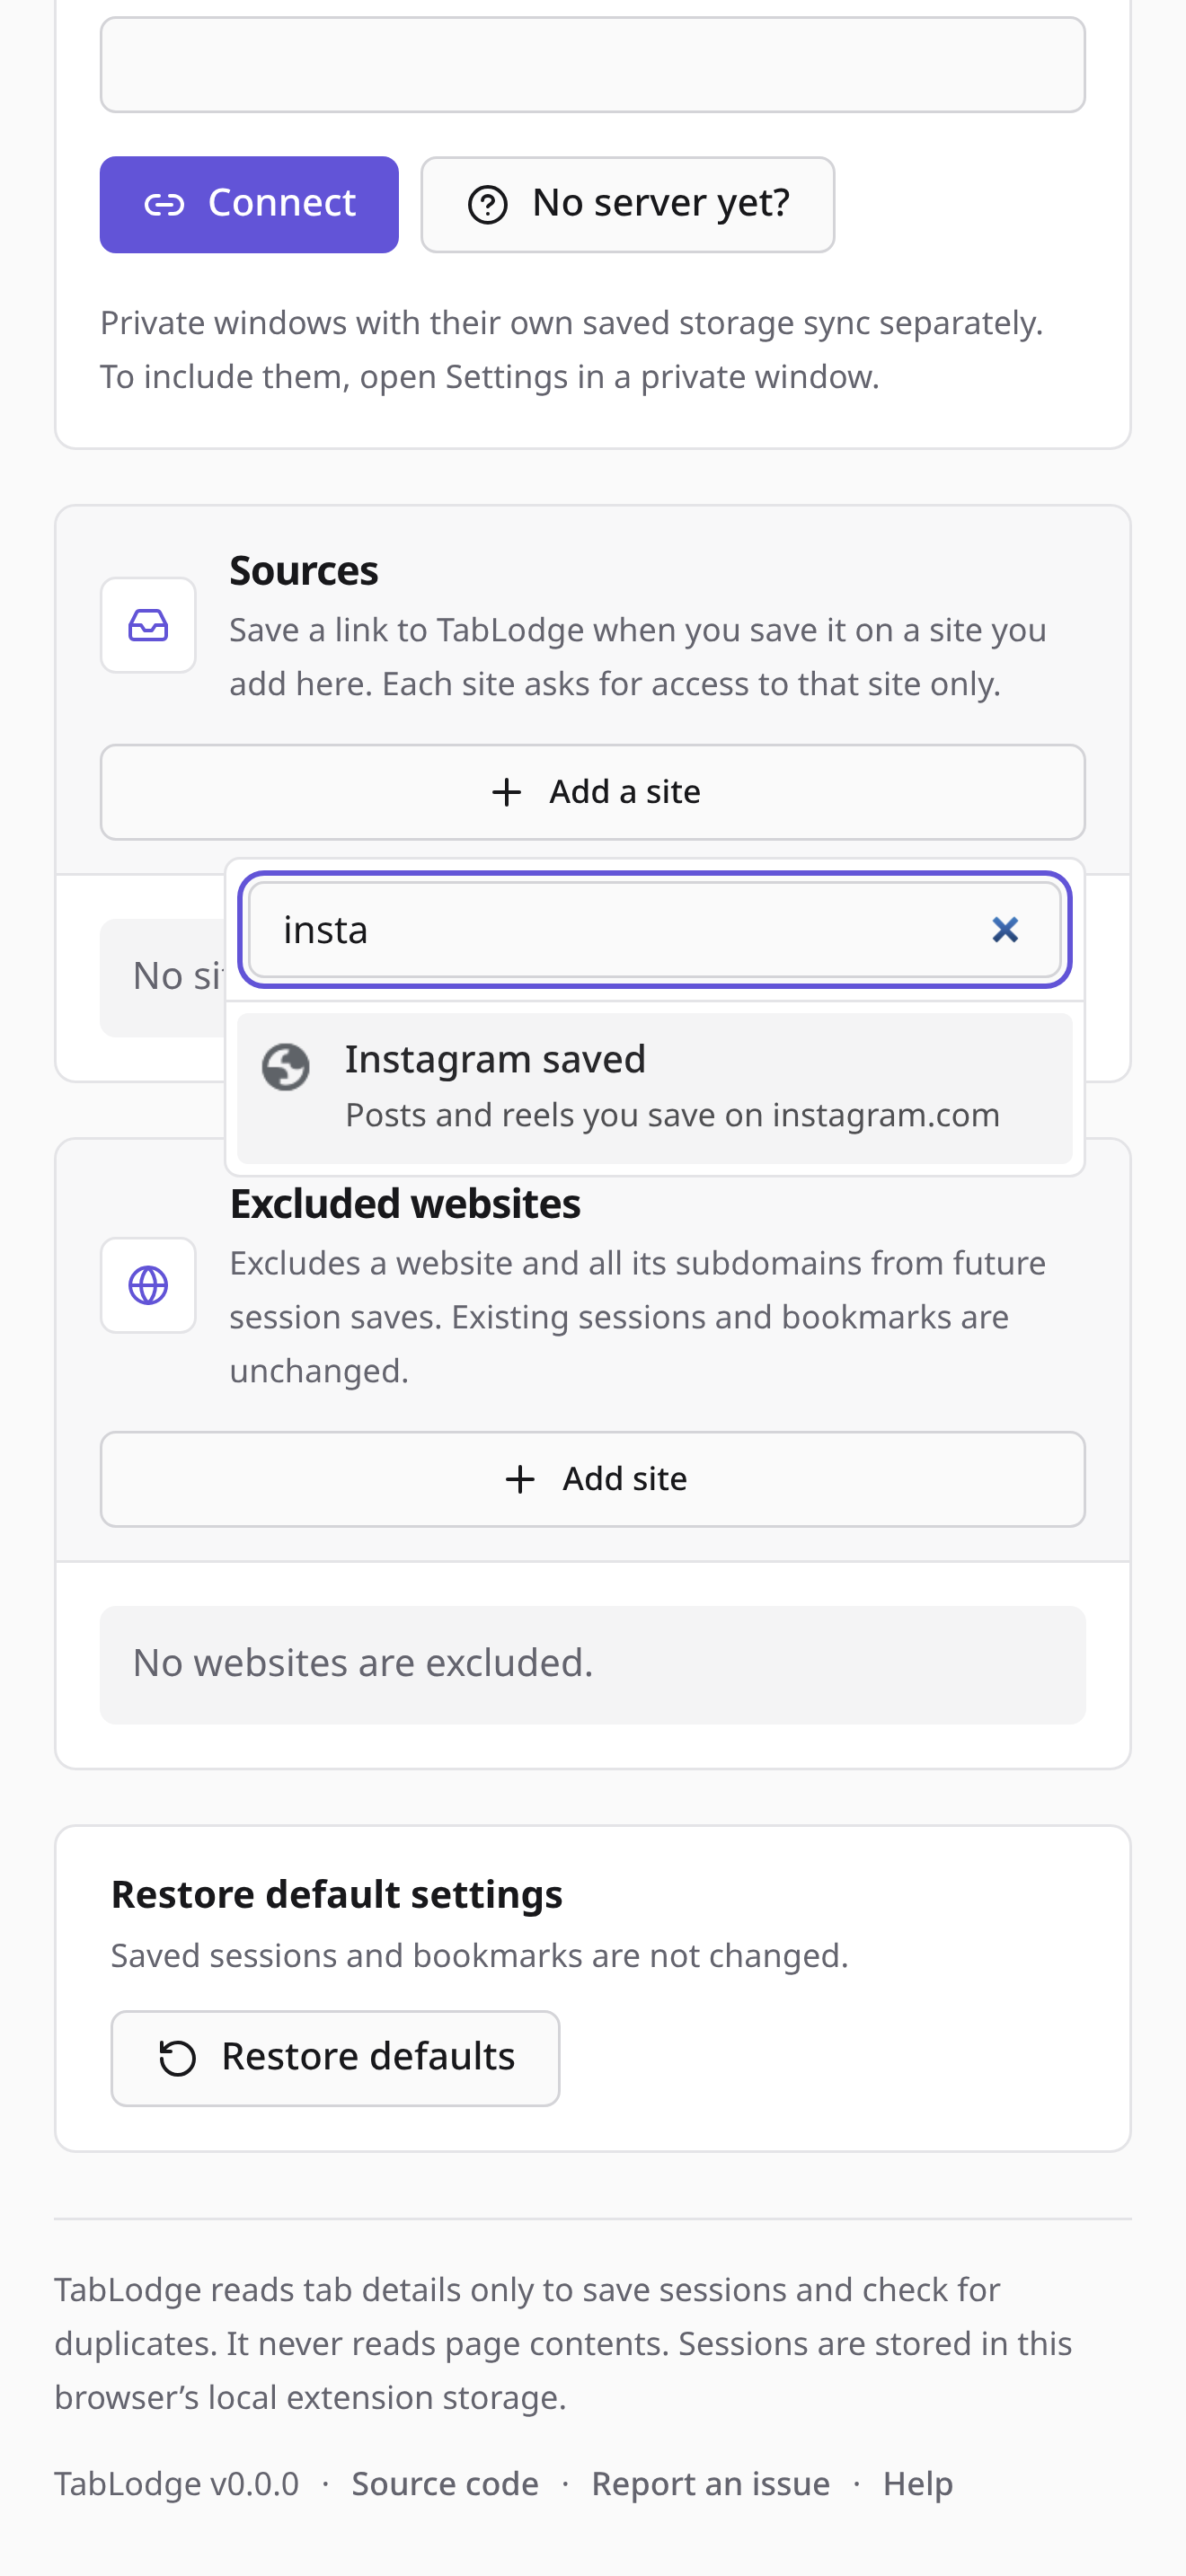 Connect
No server yet?
Private windows with their own saved storage sync separately.
To include them, open Settings in a private window.
Sources
Save a link to TabLodge when you save it on a site you
add here. Each site asks for access to that site only.
Add a site
insta
No
Instagram saved
Posts and reels you save on instagram.com
Excluded websites
Excludes a website and all its subdomains from future
session saves. Existing sessions and bookmarks are
unchanged.
Add site
No websites are excluded.
Restore default settings
Saved sessions and bookmarks are not changed.
Restore defaults
TabLodge reads tab details only to save sessions and check for
duplicates. It never reads page contents. Sessions are stored in this
browser’s local extension storage.
TabLodge v0.0.0 · Source code · Report an issue · Help